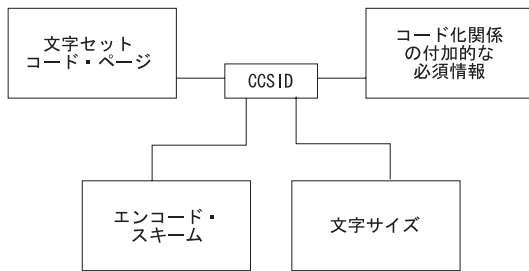 文字セット
コード・ページ
コード化関係
の付加的な
必須情報
CCSID
エンコード・
スキーム
文字サイズ